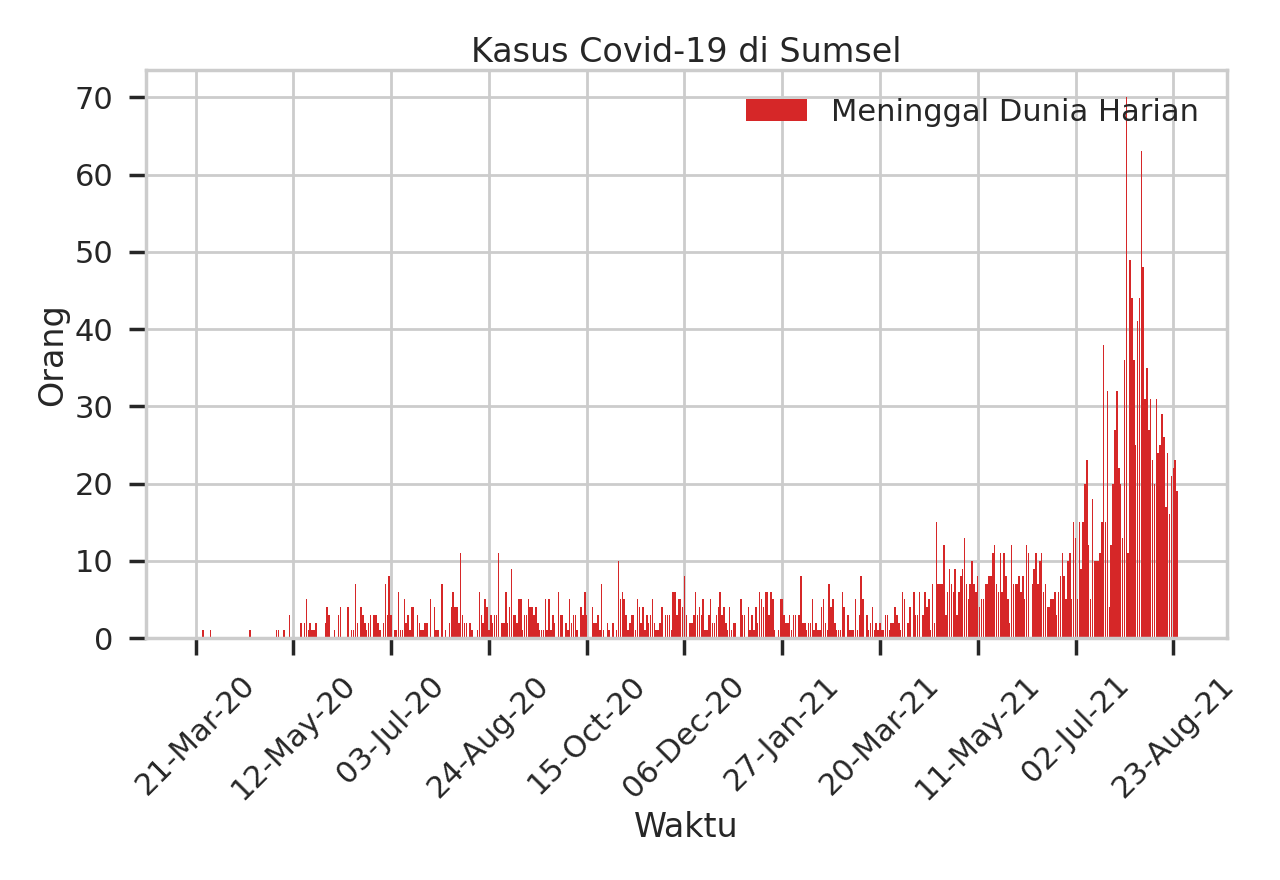 Kasus Covid-19 di Sumsel
Meninggal Dunia Harian
70
60
50
40
30
20
10
0
Orang
21-Mar-20
12-May-20
03-Jul-20
24-Aug-20
15-Oct-20
06-Dec-20
27-Jan-21
20-Mar-21
11-May-21
02-Jul-21
23-Aug-21
Waktu